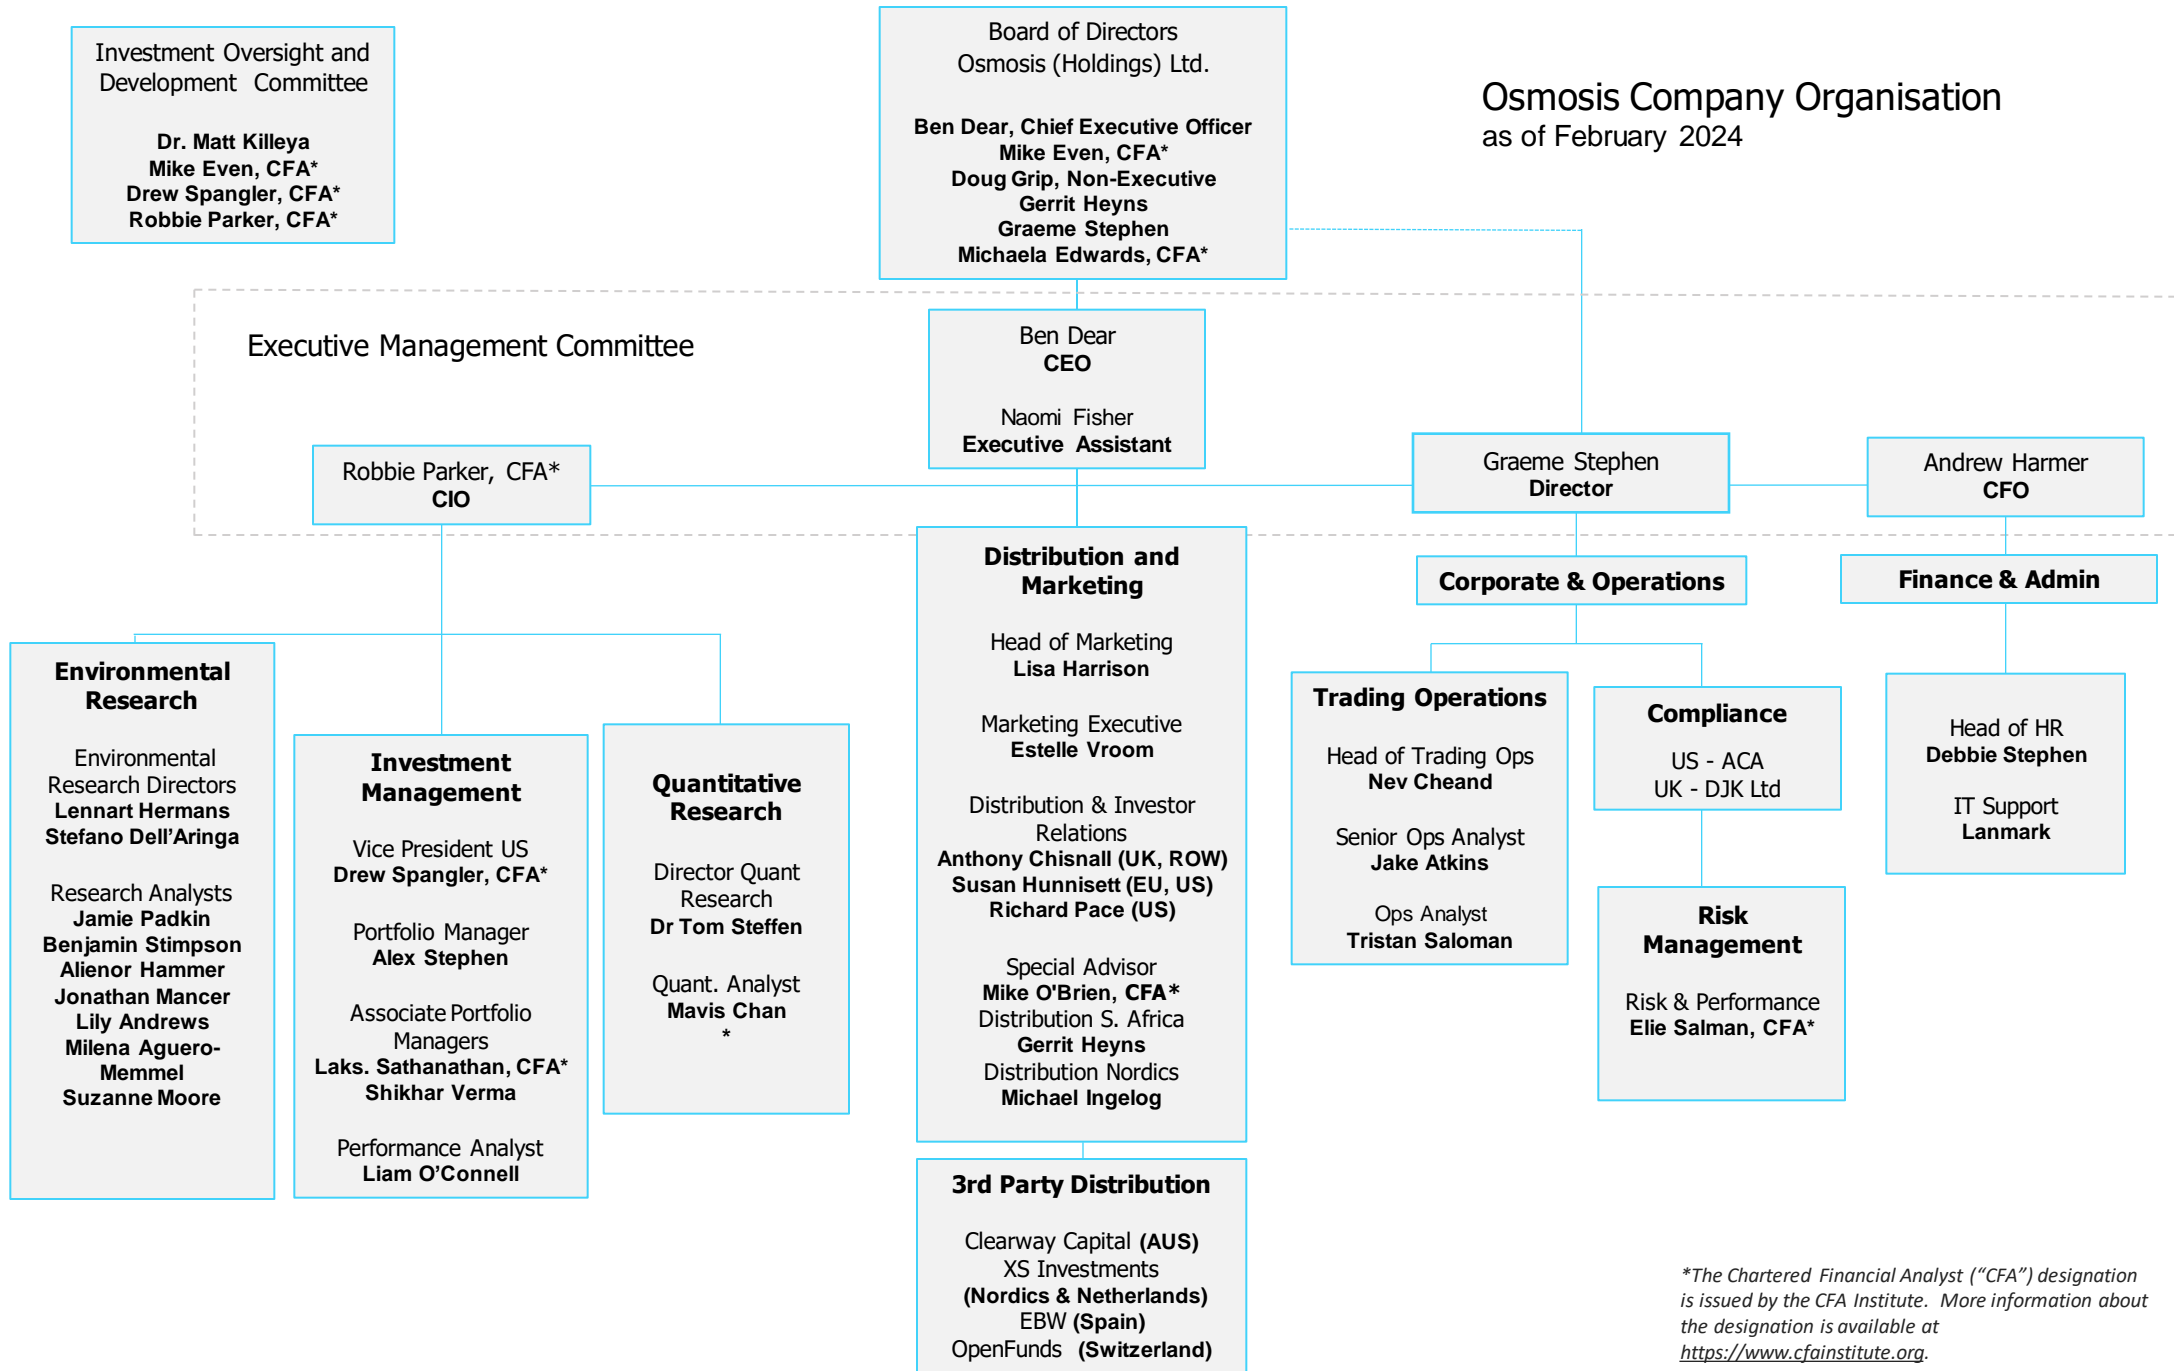 Investment Oversight and
Development Committee
Dr. Matt Killeya
Mike Even, CFA*
Drew Spangler, CFA*
Robbie Parker, CFA*
Board of Directors
Osmosis (Holdings) Ltd.
Ben Dear, Chief Executive Officer
Mike Even, CFA*
Doug Grip, Non-Executive
Gerrit Heyns
Graeme Stephen
Michaela Edwards, CFA*
Osmosis Company Organisation
as of February 2024
Executive Management Committee
Ben Dear
CEO
Naomi Fisher
Executive Assistant
Robbie Parker, CFA*
CIO
Graeme Stephen
Director
Andrew Harmer
CFO
Environmental
Research
Environmental
Research Directors
Lennart Hermans
Stefano Dell’Aringa
Research Analysts
Jamie Padkin
Benjamin Stimpson
Alienor Hammer
Jonathan Mancer
Lily Andrews
Milena Aguero-
Memmel
Suzanne Moore
Investment
Management
Vice President US
Drew Spangler, CFA*
Portfolio Manager
Alex Stephen
Associate Portfolio
Managers
Laks. Sathanathan, CFA*
Shikhar Verma
Performance Analyst
Liam O’Connell
Quantitative
Research
Director Quant
Research
Dr Tom Steffen
Quant. Analyst
Mavis Chan
*
Distribution and
Marketing
Head of Marketing
Lisa Harrison
Marketing Executive
Estelle Vroom
Distribution & Investor
Relations
Anthony Chisnall (UK, ROW)
Susan Hunnisett (EU, US)
Richard Pace (US)
Special Advisor
Mike O'Brien, CFA*
Distribution S. Africa
Gerrit Heyns
Distribution Nordics
Michael Ingelog
3rd Party Distribution
Clearway Capital (AUS)
XS Investments
(Nordics & Netherlands)
EBW (Spain)
OpenFunds (Switzerland)
Corporate & Operations
Trading Operations
Head of Trading Ops
Nev Cheand
Senior Ops Analyst
Jake Atkins
Ops Analyst
Tristan Saloman
Compliance
US - ACA
UK - DJK Ltd
Risk
Management
Risk & Performance
Elie Salman, CFA*
Finance & Admin
Head of HR
Debbie Stephen
IT Support
Lanmark
*The Chartered Financial Analyst (“CFA”) designation
is issued by the CFA Institute. More information about
the designation is available at
https://www.cfainstitute.org.